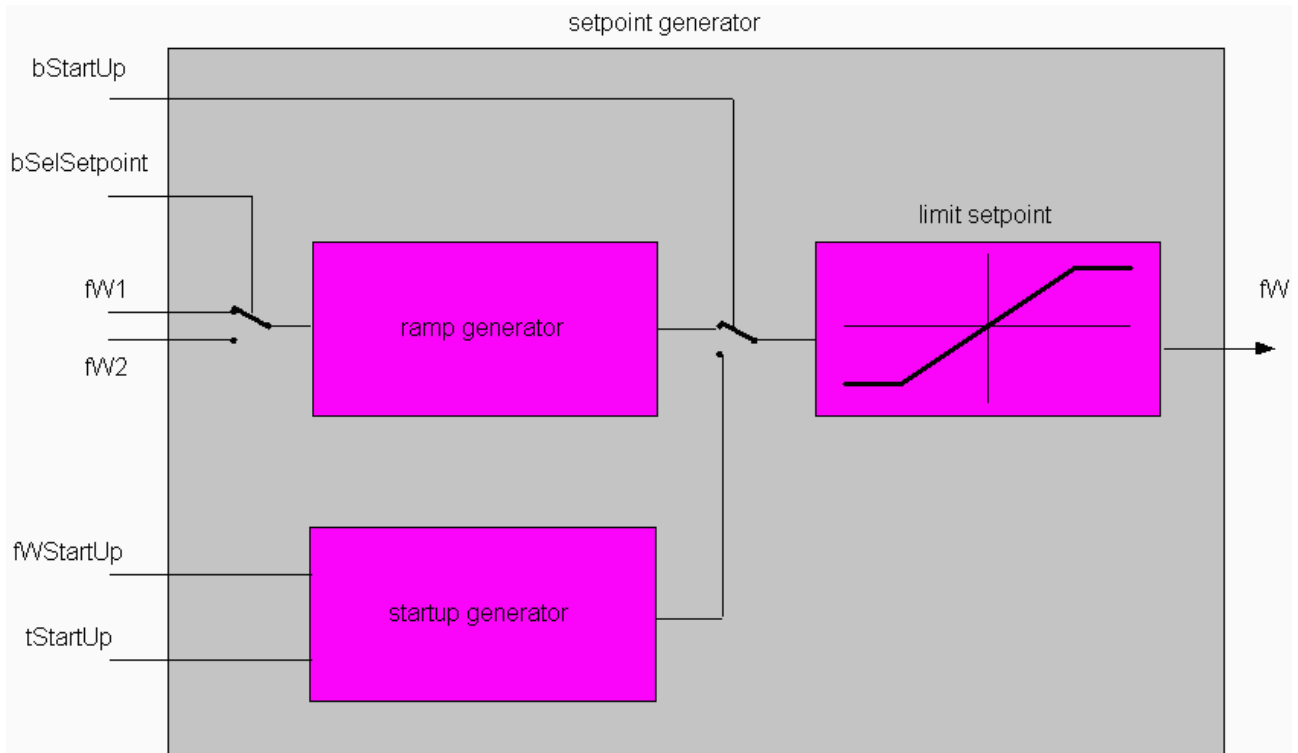 setpoint generator
bStartUp
bSelSetpoint
limit setpoint
fW1
fW
ramp generator
fW2
fWStartUp
startup generator
tStartUp